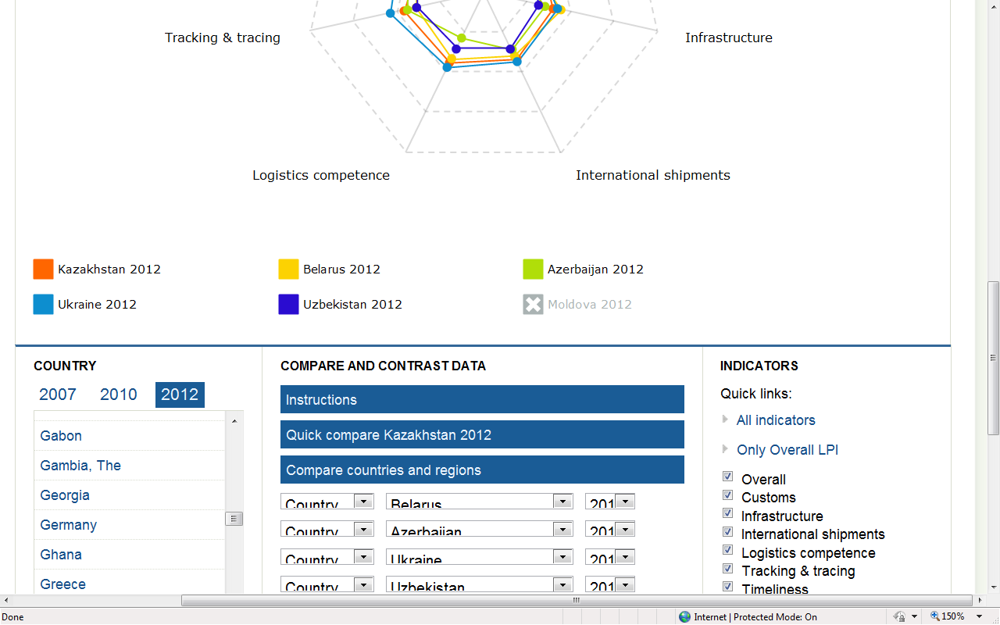 Tracking & tracing
Infrastructure
Logistics competence
International shipments
Kazakhstan 2012
Belarus 2012
Azerbaijan 2012
Ukraine 2012
Uzbekistan 2012
Moldova 2012
COUNTRY
2007 2010 2012
Gabon
Gambia, The
Georgia
Germany
Ghana
Greece
COMPARE AND CONTRAST DATA
Instructions
Quick compare Kazakhstan 2012
Compare countries and regions
Country Belarus 201
Country Azerbaijan 201
Country Ukraine 201
Country Uzbekistan 201
INDICATORS
Quick links:
All indicators
Only Overall LPI
Overall
Customs
Infrastructure
International shipments
Logistics competence
Tracking & tracing
Timeliness
Done
Internet | Protected Mode: On
150%